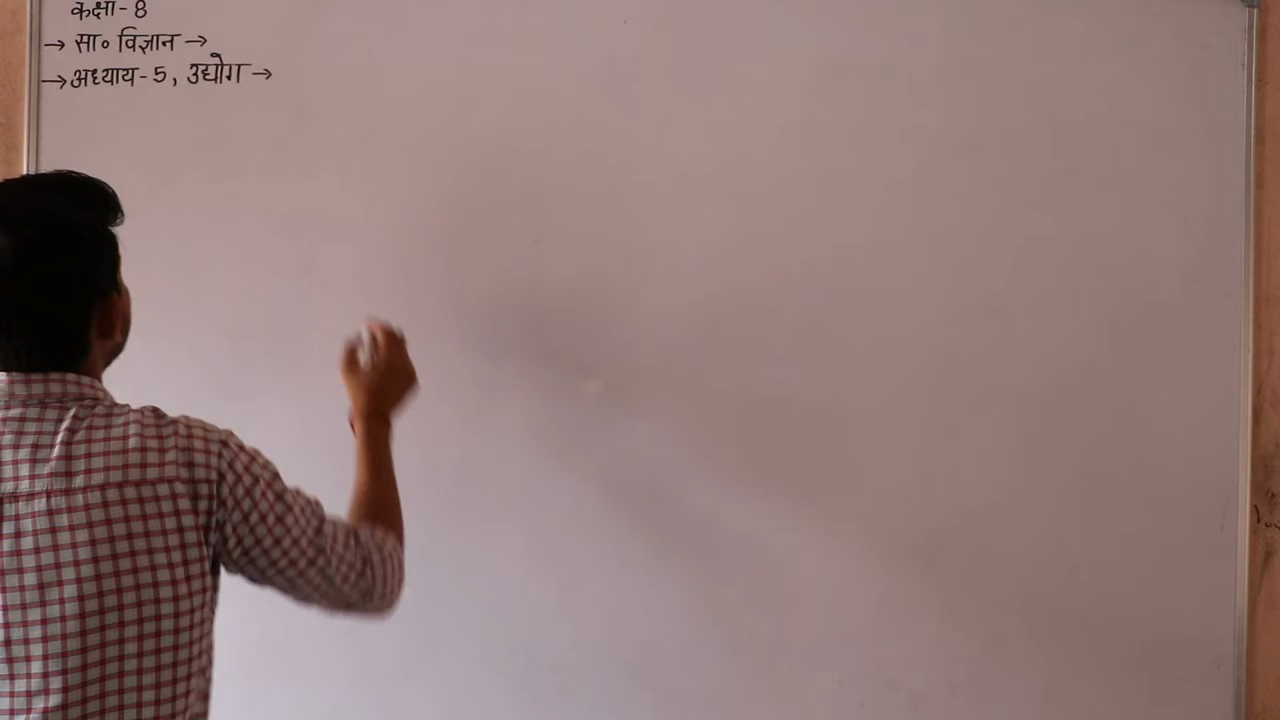 कक्षा-8
→ सा० विज्ञान →
→ अध्याय-5, उद्योग →